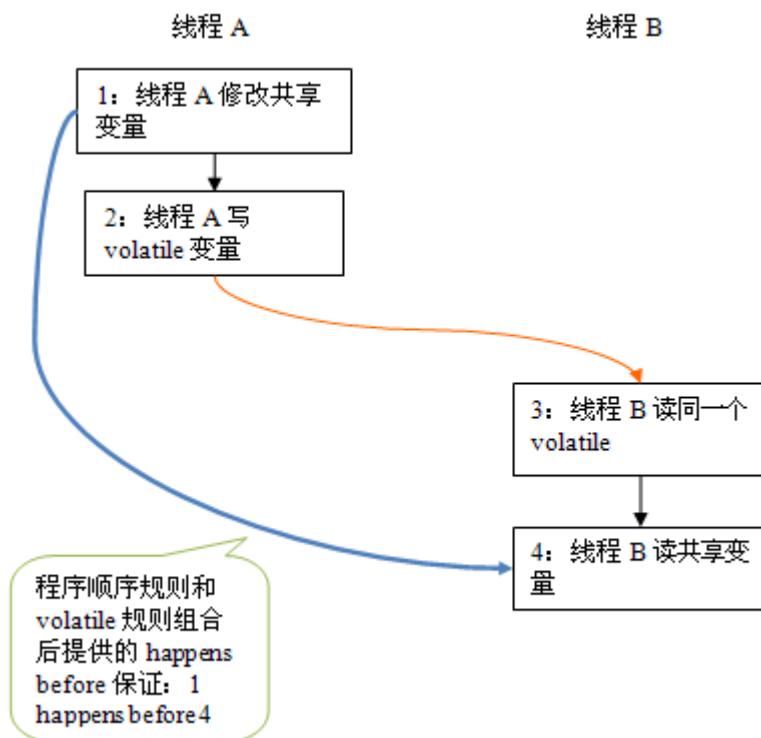 线程 A
线程 B
1：线程 A 修改共享
变量
2：线程 A 写
volatile 变量
3：线程 B 读同一个
volatile
4：线程 B 读共享变
量
程序顺序规则和
volatile 规则组合
后提供的 happens
before 保证：1
happens before 4